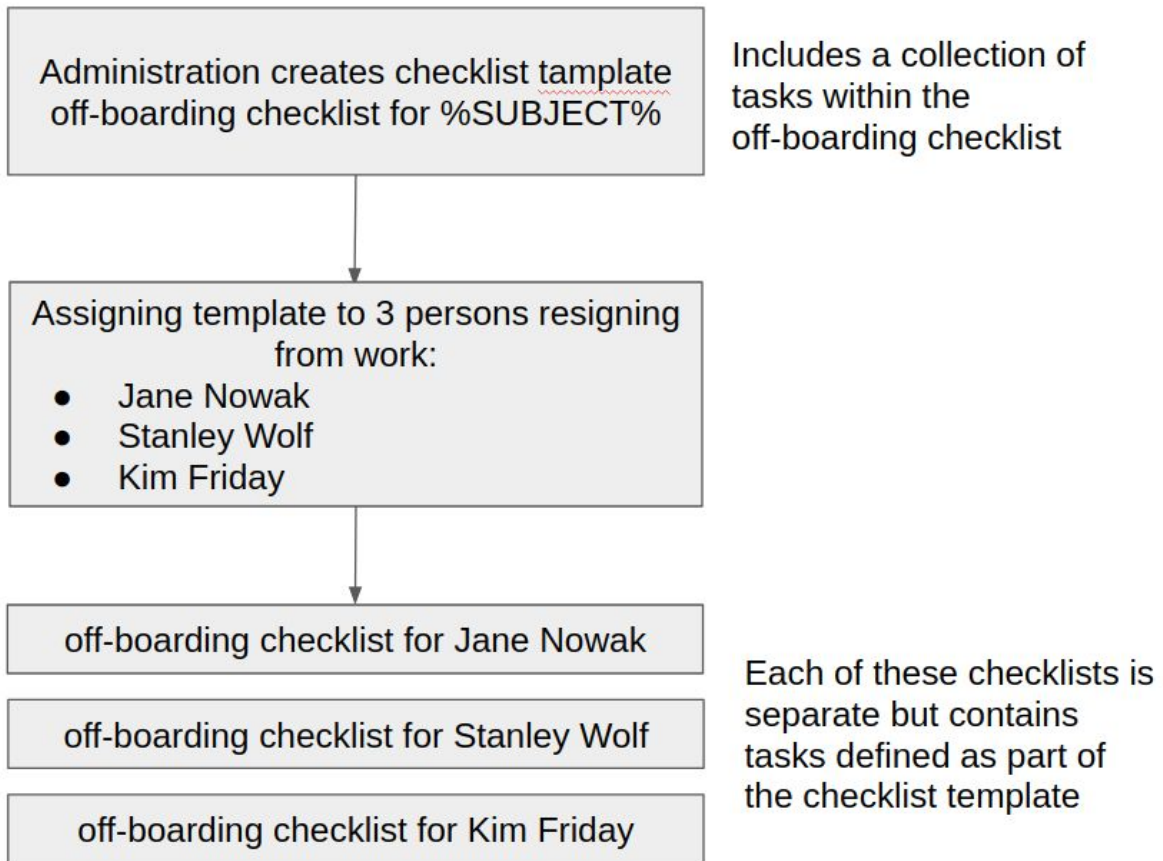 Administration creates checklist tamplate
off-boarding checklist for %SUBJECT%
Includes a collection of
tasks within the
off-boarding checklist
Assigning template to 3 persons resigning
from work:
● Jane Nowak
● Stanley Wolf
● Kim Friday
off-boarding checklist for Jane Nowak
off-boarding checklist for Stanley Wolf
off-boarding checklist for Kim Friday
Each of these checklists is
separate but contains
tasks defined as part of
the checklist template